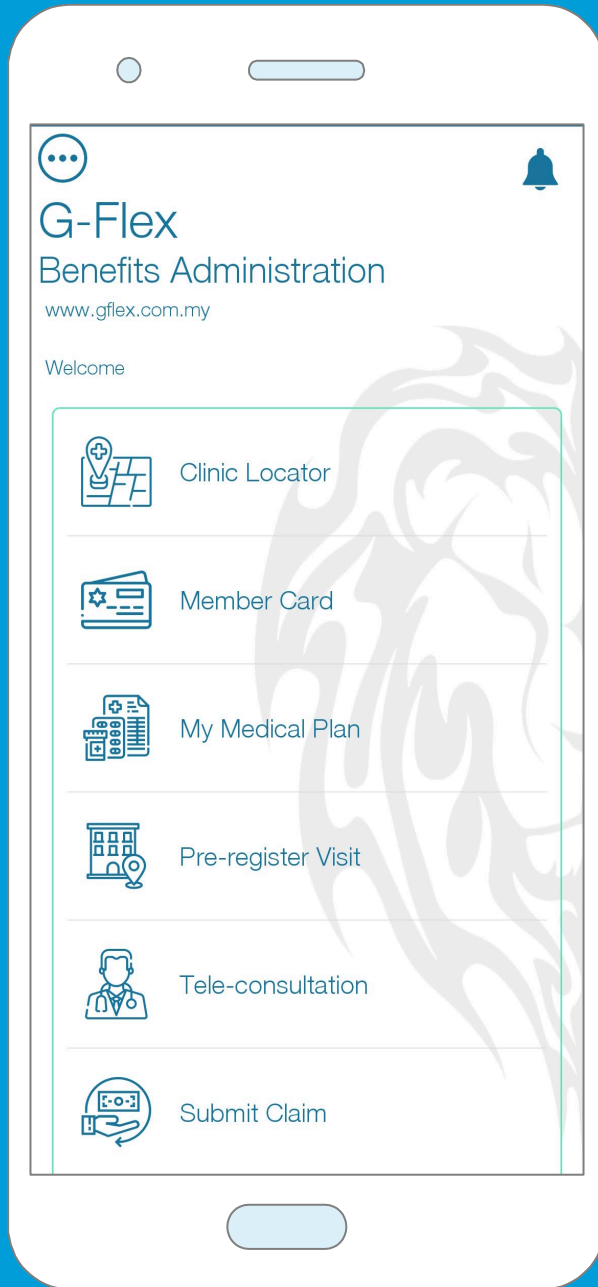 G-Flex
Benefits Administration
www.gflex.com.my
Welcome
Clinic Locator
Member Card
My Medical Plan
Pre-register Visit
Tele-consultation
Submit Claim